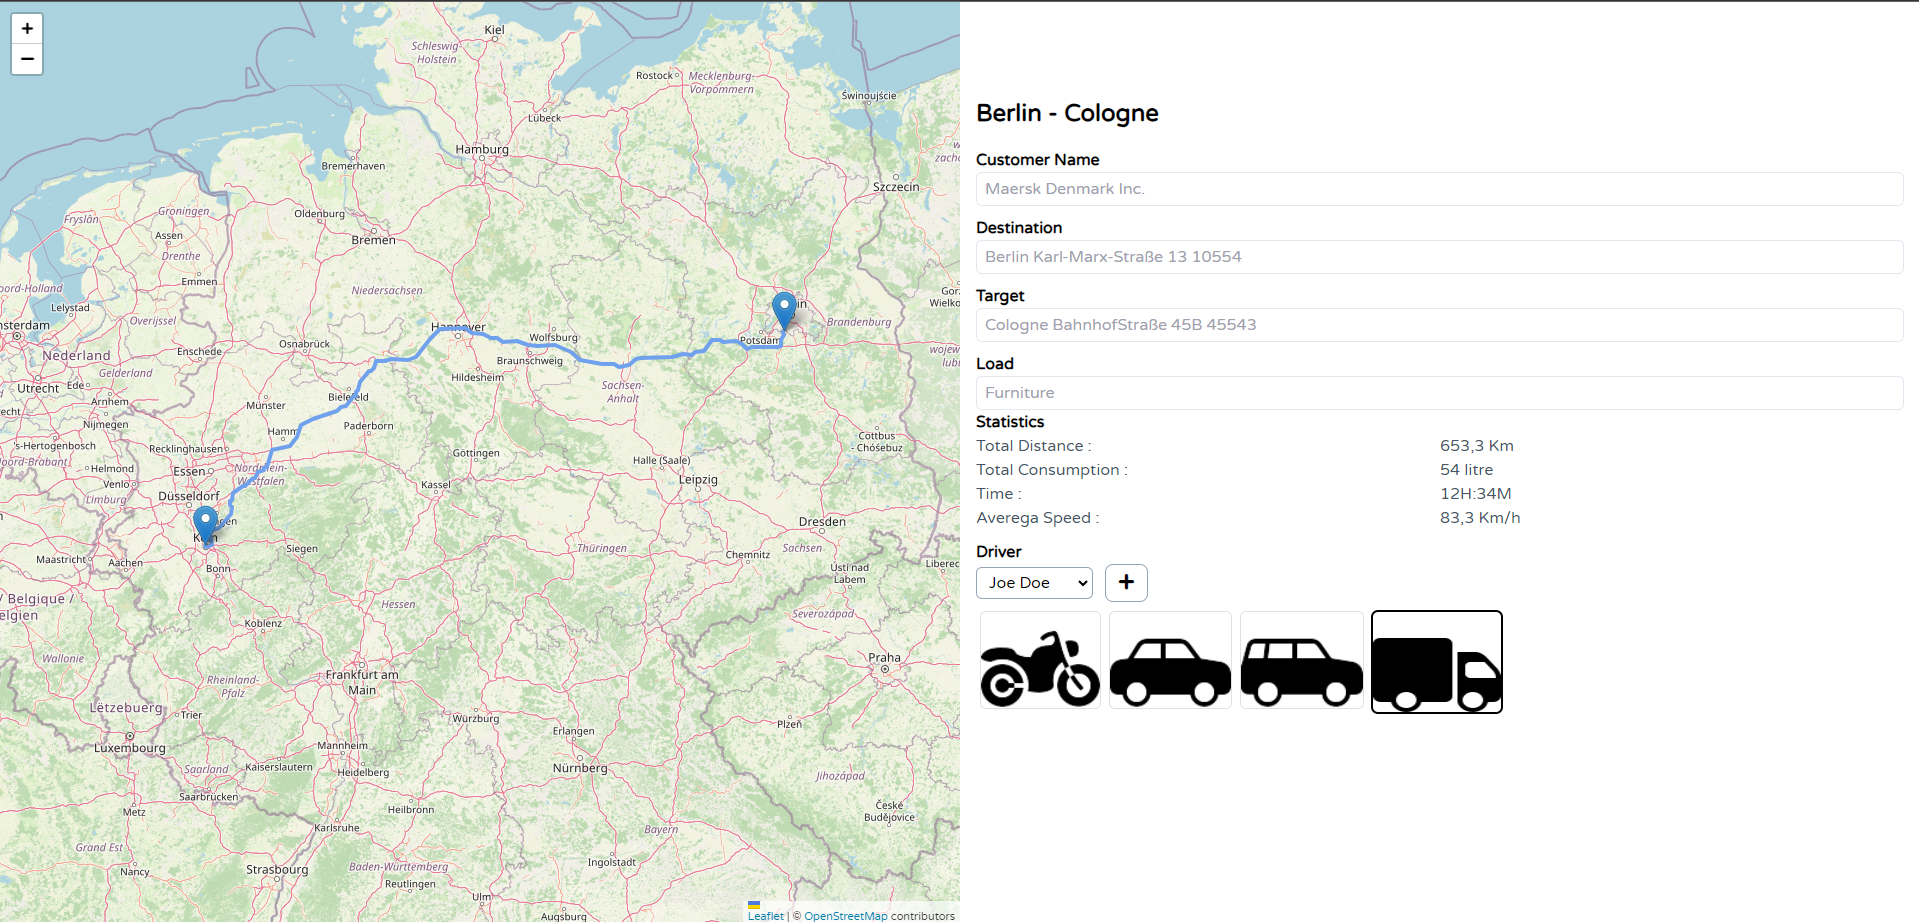 +
−
Kiel
Schleswig-
Holstein
Rostock
Mecklenburg-
Vorpommern
Świnoujście
Lübeck
Hamburg
Bremerhaven
Szczecin
Groningen
Fryslân
Oldenburg
Assen
Bremen
Drenthe
Emmen
oord-Holland
Niedersachsen
Lelystad
Overijssel
Brandenburg
nsterdam
Hannover
Wolfsburg
Potsdam
Osnabrück
Enschede
Braunschweig
Nederland
Gelderland
Hildesheim
Utrecht
Ede
Sachsen-
Anhalt
Arnhem
Münster
Bielefeld
Nijmegen
Hamm
Paderborn
's-Hertogenbosch
Recklinghausen
Cottbus
- Chóśebuz
oord-Brabant
Göttingen
Halle (Saale)
Helmond
Essen
Nordrhein-
Westfalen
Venlo
Kassel
Leipzig
Limburg
Düsseldorf
Dresden
Köln
Siegen
Thüringen
Chemnitz
Sachsen
Maastricht
Aachen
Bonn
Ústí nad
Labem
Liberec
/ Belgique /
elgien
Hessen
Severozápad
Koblenz
Wallonie
Praha
Frankfurt am
Main
Rheinland-
Pfalz
Lëtzebuerg
Trier
Würzburg
Plzeň
Erlangen
Luxembourg
Mannheim
Saarland
Kaiserslautern
Heidelberg
Nürnberg
Jihozápad
Saarbrücken
Metz
Heilbronn
České
Budějovice
Karlsruhe
Bayern
Grand Est
Nancy
Strasbourg
Baden-Württemberg
Ingolstadt
Reutlingen
Ulm
Augsburg
Leaflet | © OpenStreetMap contributors
Berlin - Cologne
Customer Name
Maersk Denmark Inc.
Destination
Berlin Karl-Marx-Straße 13 10554
Target
Cologne BahnhofStraße 45B 45543
Load
Furniture
Statistics
Total Distance : 653,3 Km
Total Consumption : 54 litre
Time : 12H:34M
Averega Speed : 83,3 Km/h
Driver
Joe Doe
+